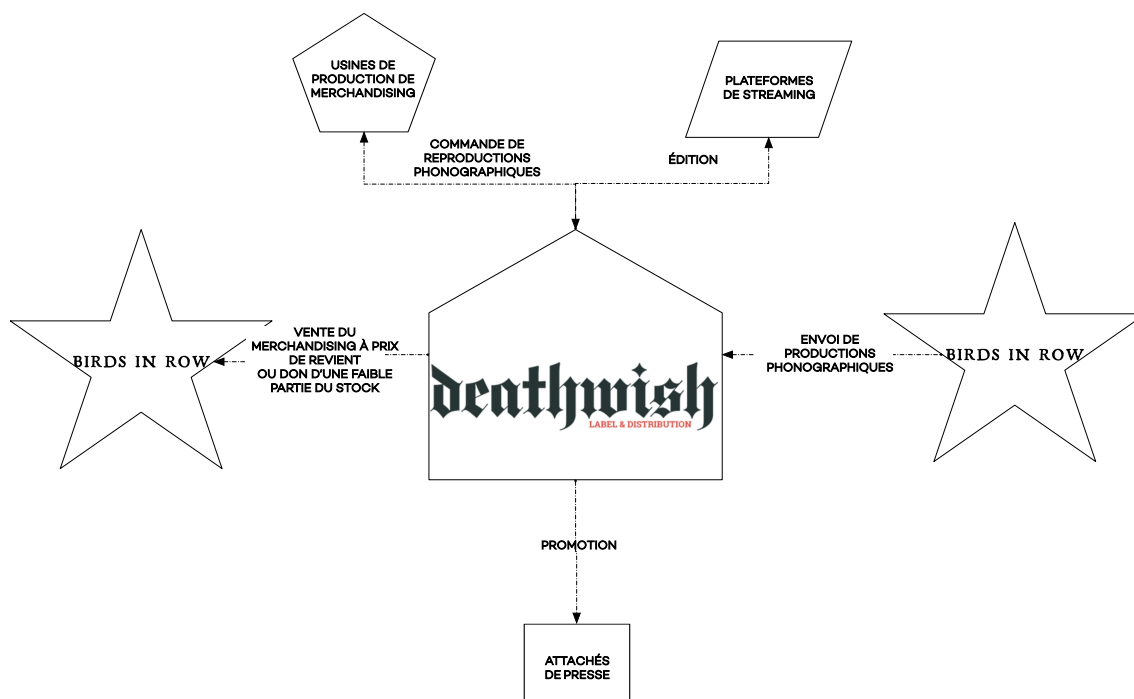 USINES DE
PRODUCTION DE
MERCHANDISING
PLATEFORMES
DE STREAMING
COMMANDE DE
REPRODUCTIONS
PHONOGRAPHIQUES
ÉDITION
VENTE DU
MERCHANDISING À PRIX
DE REVIENT
OU DON D'UNE FAIBLE
PARTIE DU STOCK
BIRDS IN ROW
ENVOI DE
PRODUCTIONS
PHONOGRAPHIQUES
BIRDS IN ROW
deathwish
LABEL & DISTRIBUTION
PROMOTION
ATTACHÉS
DE PRESSE